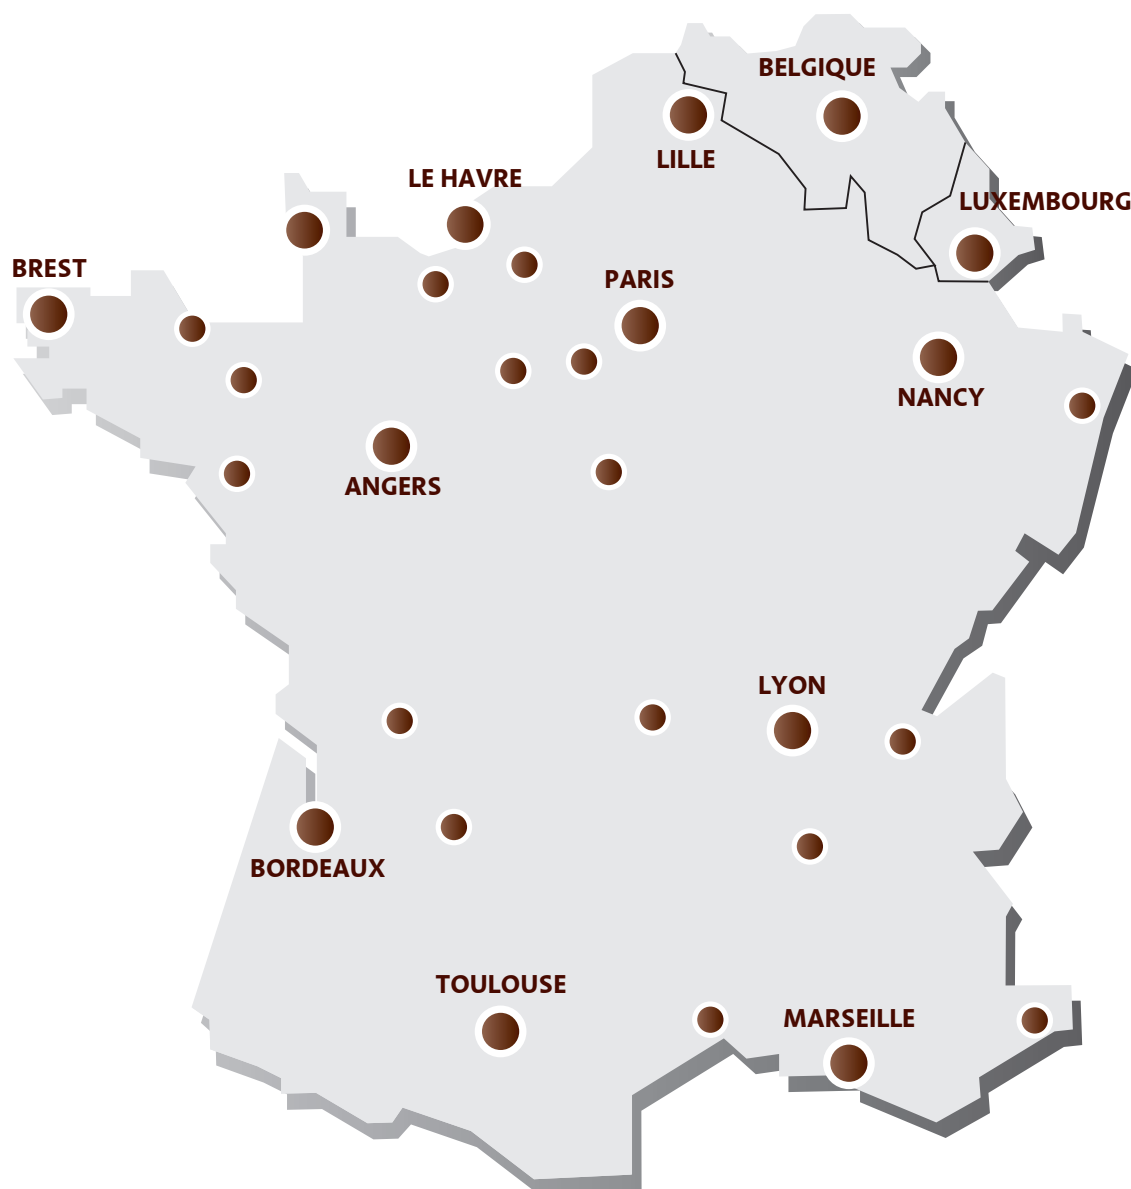 BELGIQUE
LILLE
LE HAVRE
LUXEMBOURG
BREST
PARIS
NANCY
ANGERS
LYON
BORDEAUX
TOULOUSE
MARSEILLE